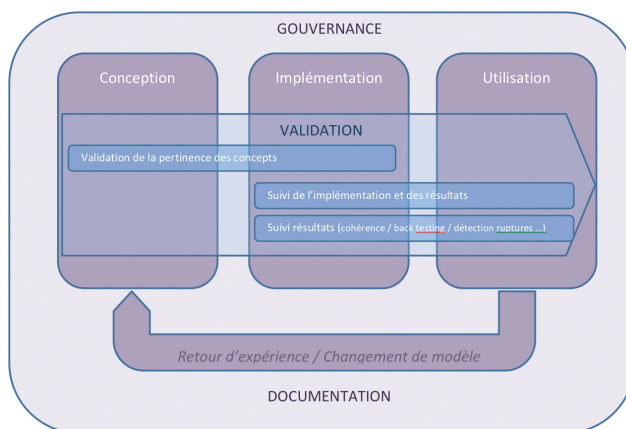 GOUVERNANCE
Conception
Implémentation
Utilisation
VALIDATION
Validation de la pertinence des concepts
Suivi de l'implémentation et des résultats
Suivi résultats (cohérence / back testing / détection ruptures ...)
Retour d'expérience / Changement de modèle
DOCUMENTATION